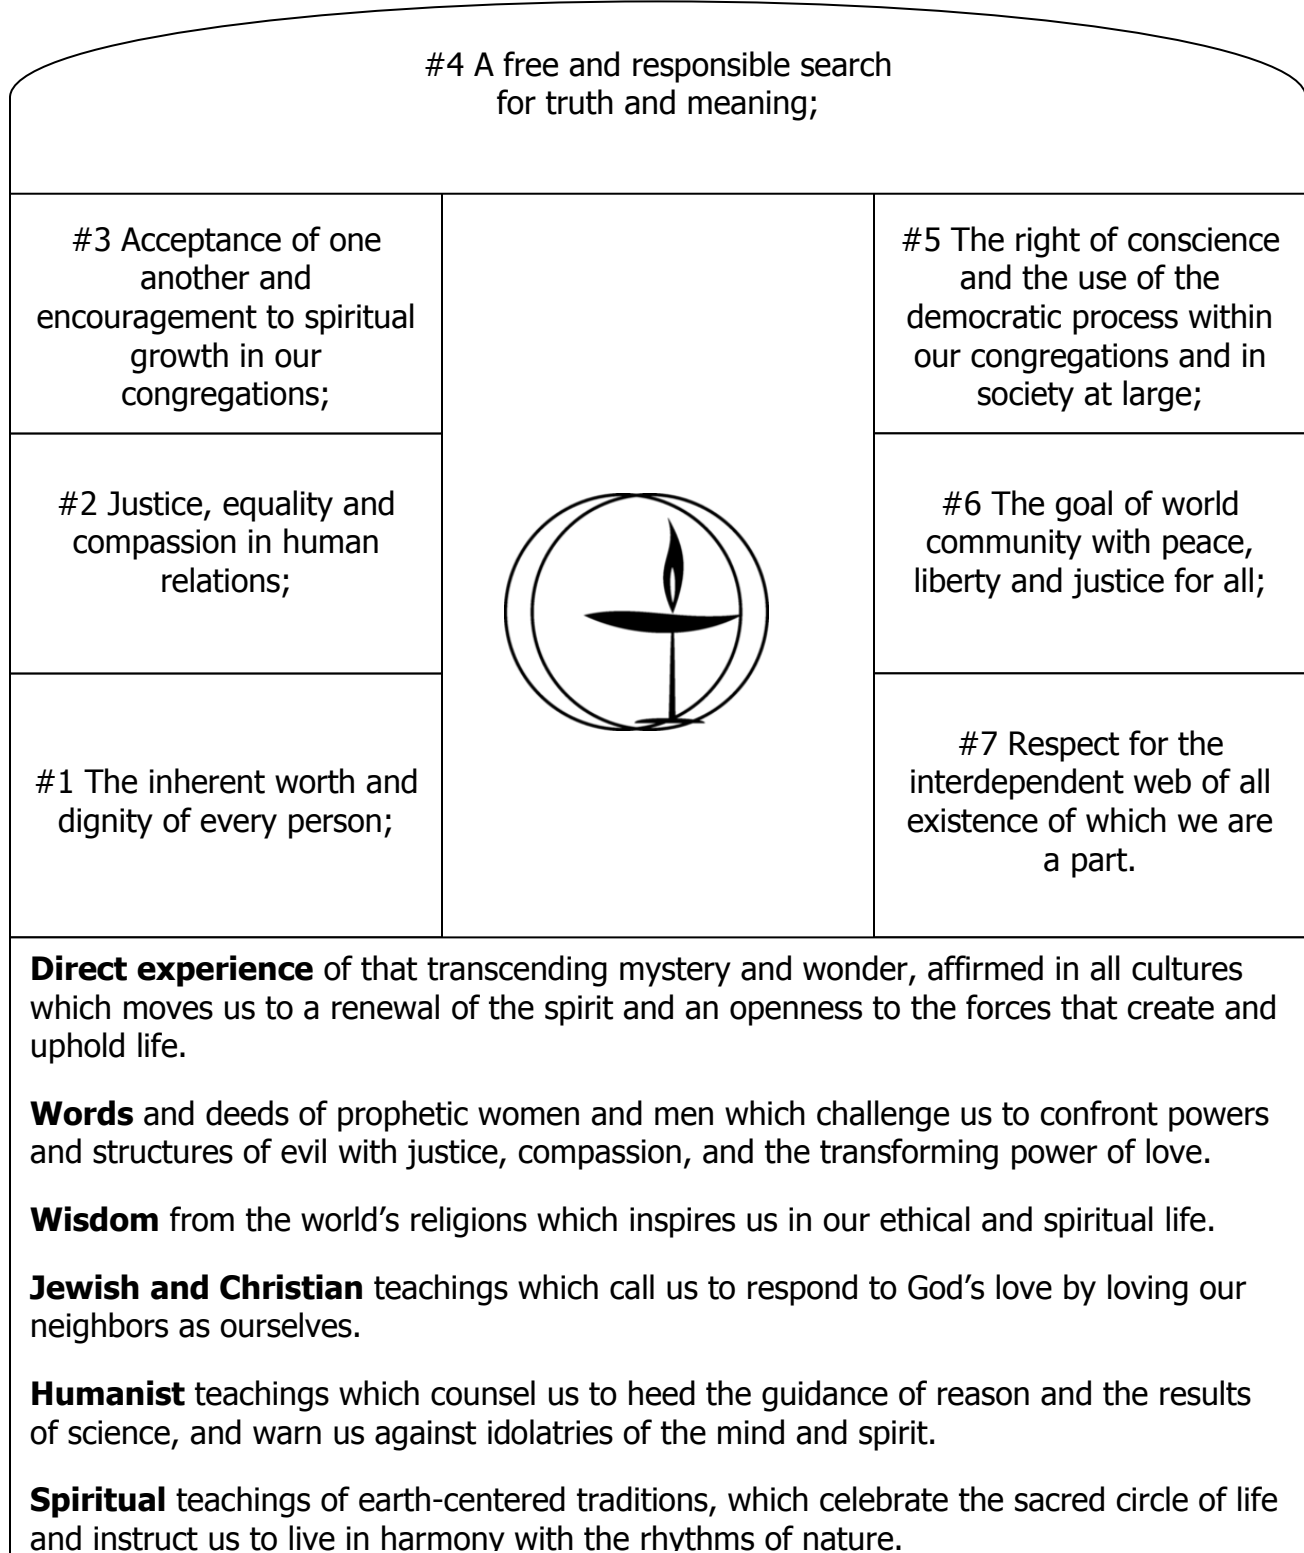 #4 A free and responsible search
for truth and meaning;
#3 Acceptance of one
another and
encouragement to spiritual
growth in our
congregations;
#5 The right of conscience
and the use of the
democratic process within
our congregations and in
society at large;
#2 Justice, equality and
compassion in human
relations;
#6 The goal of world
community with peace,
liberty and justice for all;
#1 The inherent worth and
dignity of every person;
#7 Respect for the
interdependent web of all
existence of which we are
a part.
Direct experience of that transcending mystery and wonder, affirmed in all cultures
which moves us to a renewal of the spirit and an openness to the forces that create and
uphold life.
Words and deeds of prophetic women and men which challenge us to confront powers
and structures of evil with justice, compassion, and the transforming power of love.
Wisdom from the world’s religions which inspires us in our ethical and spiritual life.
Jewish and Christian teachings which call us to respond to God’s love by loving our
neighbors as ourselves.
Humanist teachings which counsel us to heed the guidance of reason and the results
of science, and warn us against idolatries of the mind and spirit.
Spiritual teachings of earth-centered traditions, which celebrate the sacred circle of life
and instruct us to live in harmony with the rhythms of nature.